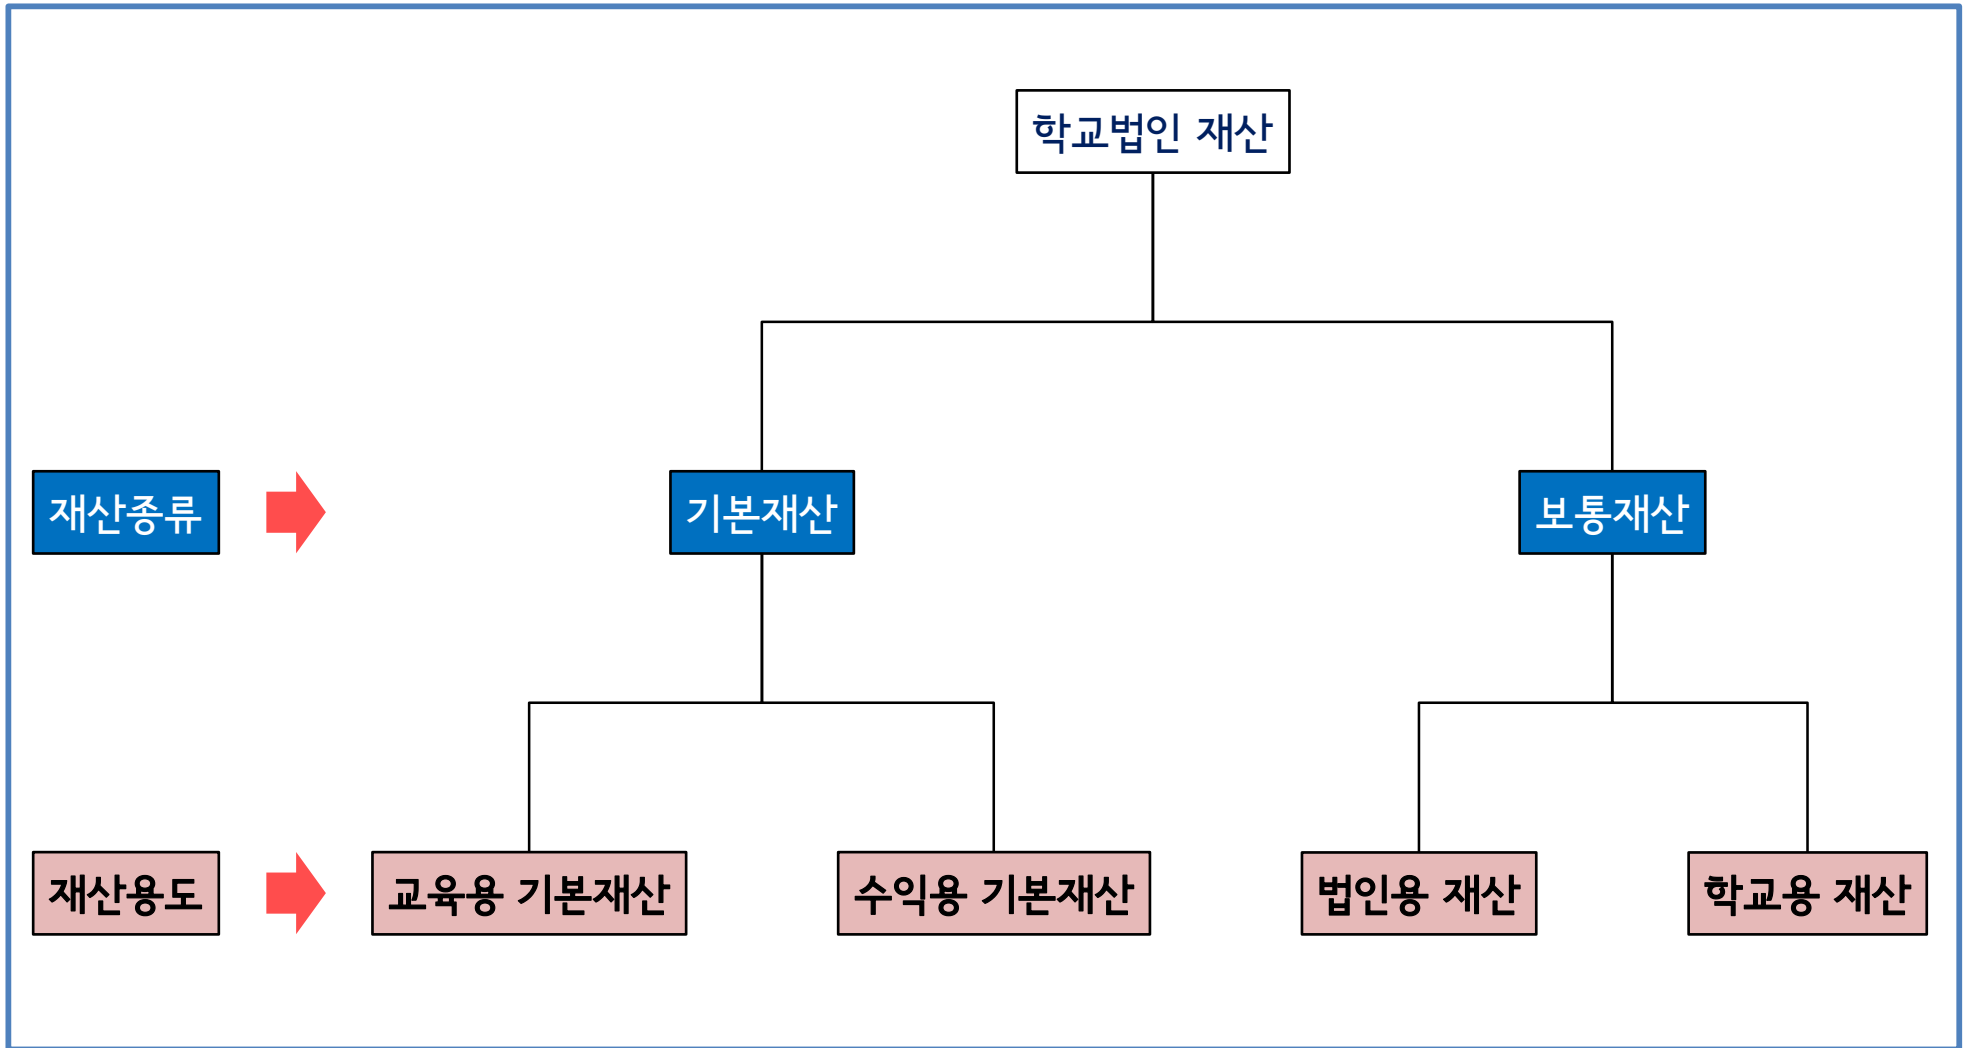 학교법인 재산
재산종류
기본재산
보통재산
재산용도
교육용 기본재산
수익용 기본재산
법인용 재산
학교용 재산